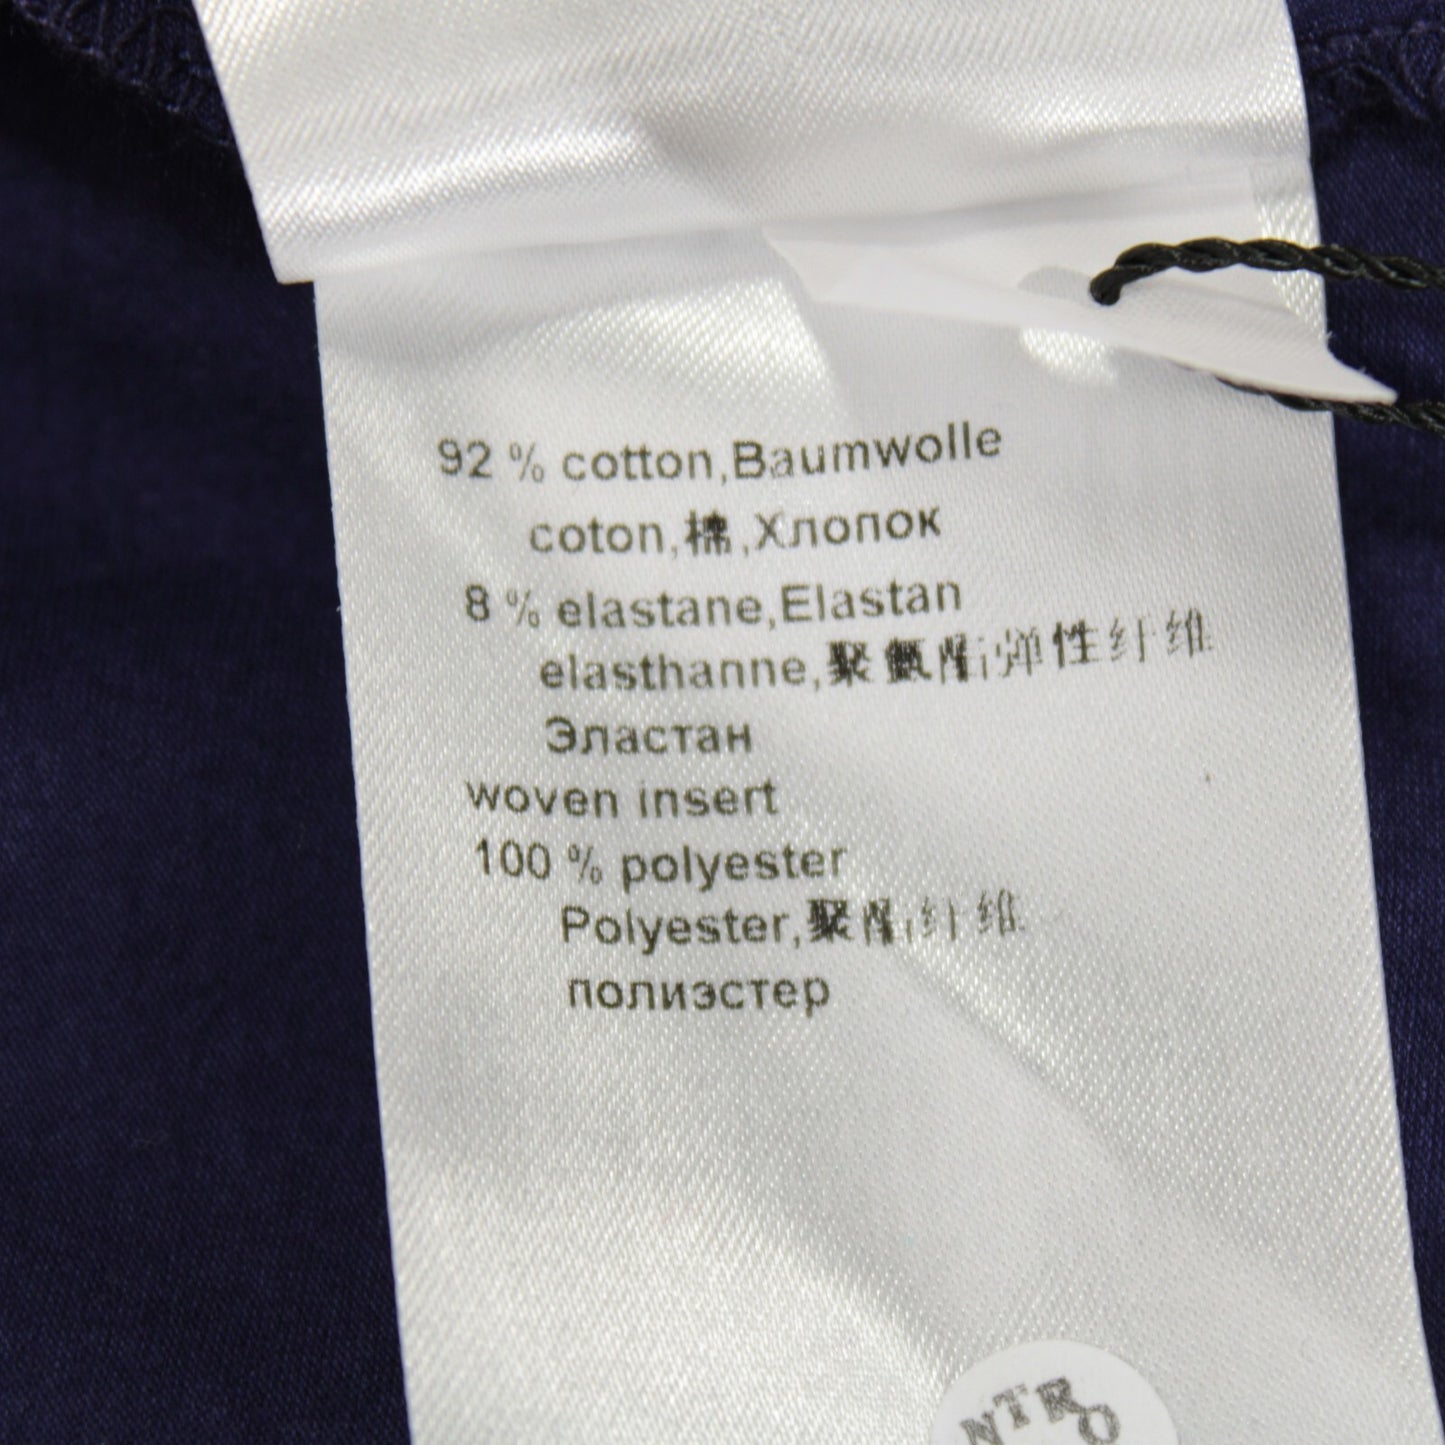 92 % cotton,Baumwolle
coton,棉,Хлопок
8 % elastane,Elastan
elasthanne,聚氨酯弹性纤维
Эластан
woven insert
100 % polyester
Polyester,聚酯纤维
полиэстер
NTRO